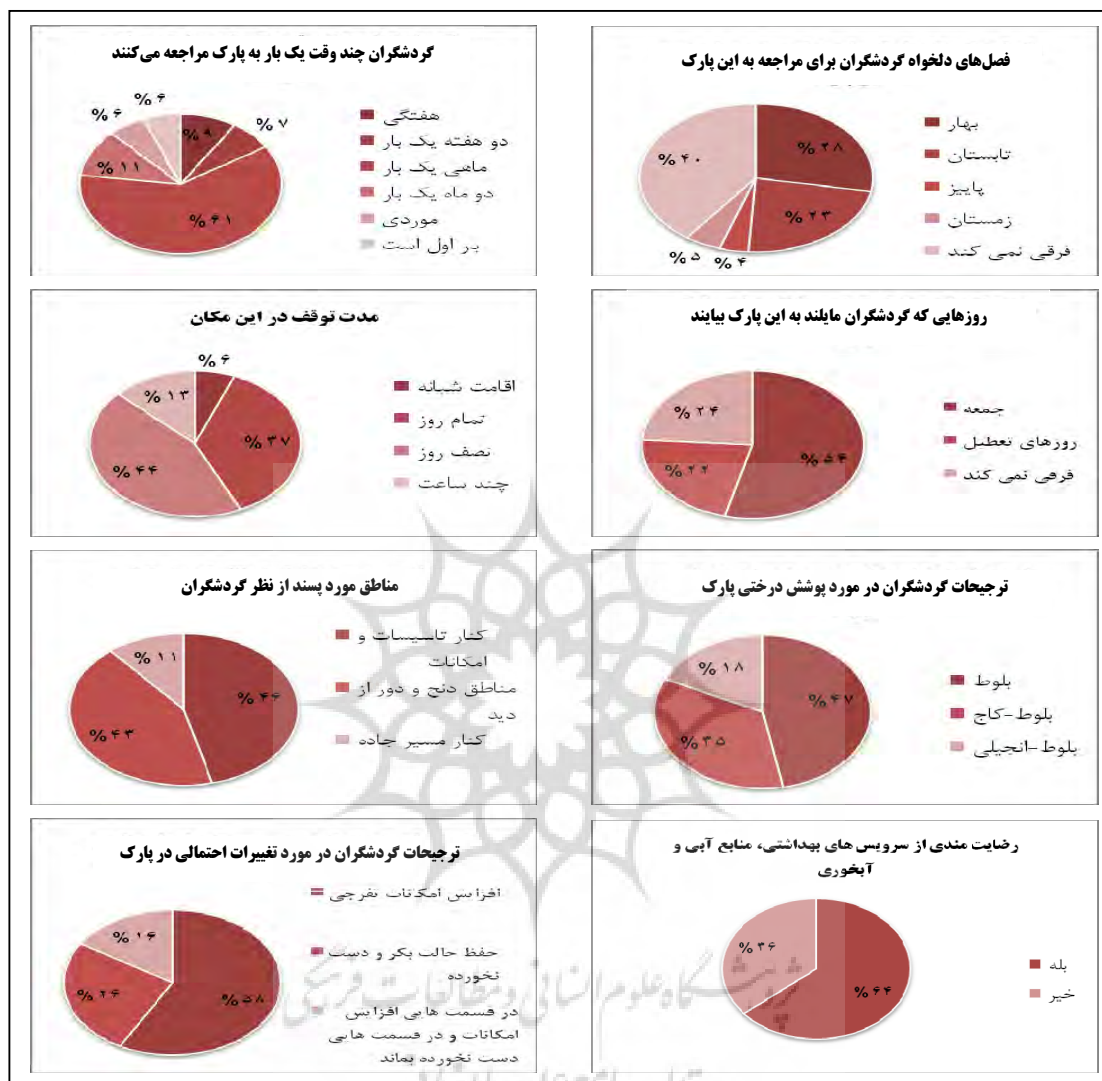 فصل‌های دلخواه گردشگران برای مراجعه به این پارک
% ۲۸
% ۲۳
% ۴
% ۵
% ۴۰
بهار
تابستان
پاییز
زمستان
فرقی نمی کند
گردشگران چند وقت یک بار به پارک مراجعه می‌کنند
% ۹
% ۷
% ۶۱
% ۱۱
% ۶
% ۶
هفتگی
دو هفته یک بار
ماهی یک بار
دو ماه یک بار
موردی
بر اول است
روزهایی که گردشگران مایلند به این پارک بیایند
% ۵۴
% ۲۲
% ۲۴
جمعه
روزهای تعطیل
فرقی نمی کند
مدت توقف در این مکان
% ۶
% ۳۷
% ۴۴
% ۱۳
اقامت شبانه
تمام روز
نصف روز
چند ساعت
ترجیحات گردشگران در مورد پوشش درختی پارک
% ۴۷
% ۳۵
% ۱۸
بلوط
بلوط-کاج
بلوط-انجیلی
مناطق مورد پسند از نظر گردشگران
% ۴۶
% ۴۳
% ۱۱
کنار تاسیسات و
امکانات
مناطق دنج و دور از
دید
کنار مسیر جاده
رضایت مندی از سرویس های بهداشتی، منابع آبی و
آبخوری
% ۶۴
% ۳۶
بله
خیر
ترجیحات گردشگران در مورد تغییرات احتمالی در پارک
% ۵۸
% ۲۶
% ۱۶
افزایش امکانات تفرجی
حفظ حالت بکر و دست
نخورده
در قسمت هایی افزایش
امکانات و در قسمت هایی
دست نخورده بماند
پژوهشگاه علوم انسانی و مطالعات فرهنگی